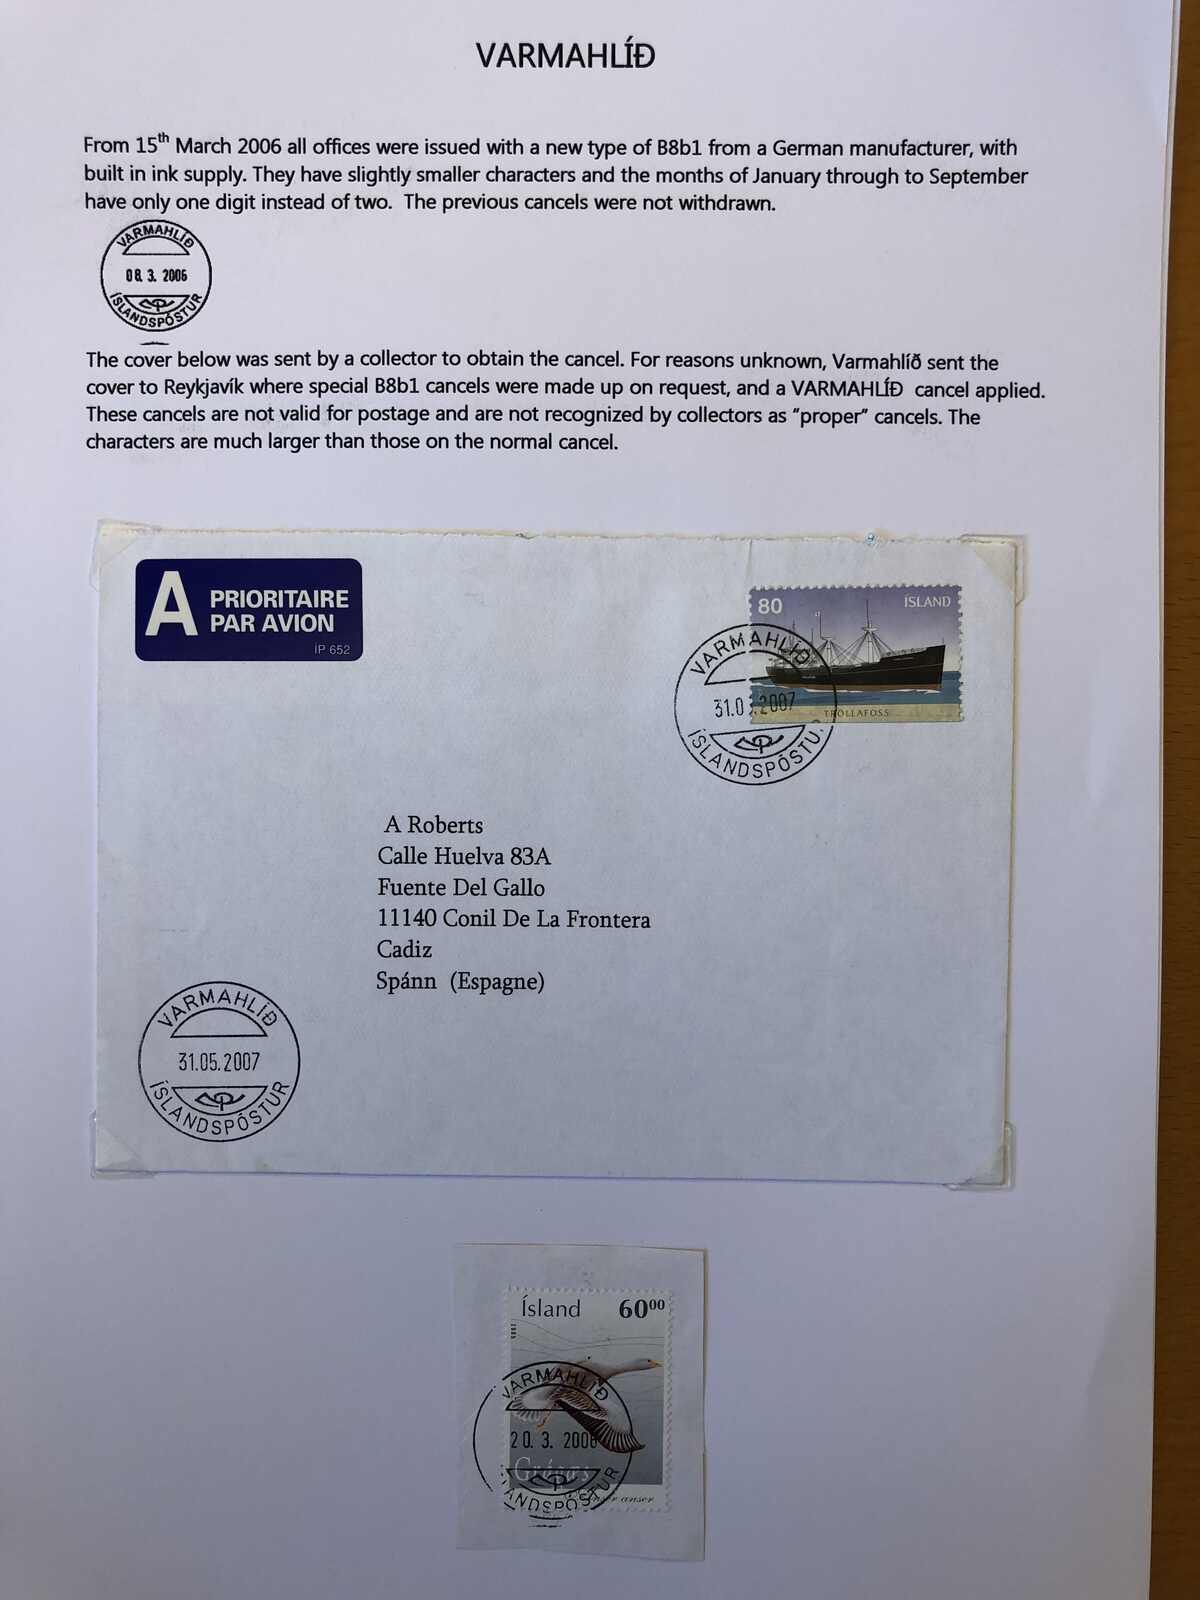 VARMAHLÍÐ
From 15th March 2006 all offices were issued with a new type of B8b1 from a German manufacturer, with
built in ink supply. They have slightly smaller characters and the months of January through to September
have only one digit instead of two. The previous cancels were not withdrawn.
VARMAHLÍÐ
08. 3. 2006
ÍSLANDSPÓSTUR
The cover below was sent by a collector to obtain the cancel. For reasons unknown, Varmahlíð sent the
cover to Reykjavík where special B8b1 cancels were made up on request, and a VARMAHLÍÐ cancel applied.
These cancels are not valid for postage and are not recognized by collectors as “proper” cancels. The
characters are much larger than those on the normal cancel.
A PRIORITAIRE
PAR AVION
ÍP 652
80 ÍSLAND
TRÖLLAFOSS
VARMAHLÍÐ
2007
ÍSLANDSPÓSTU
A Roberts
Calle Huelva 83A
Fuente Del Gallo
11140 Conil De La Frontera
Cadiz
Spánn (Espagne)
VARMAHLÍÐ
31.05.2007
ÍSLANDSPÓSTUR
Ísland 6000
VARMAHLÍÐ
20. 3. 2006
Grágæs
anser
ANDSPÓSTUR